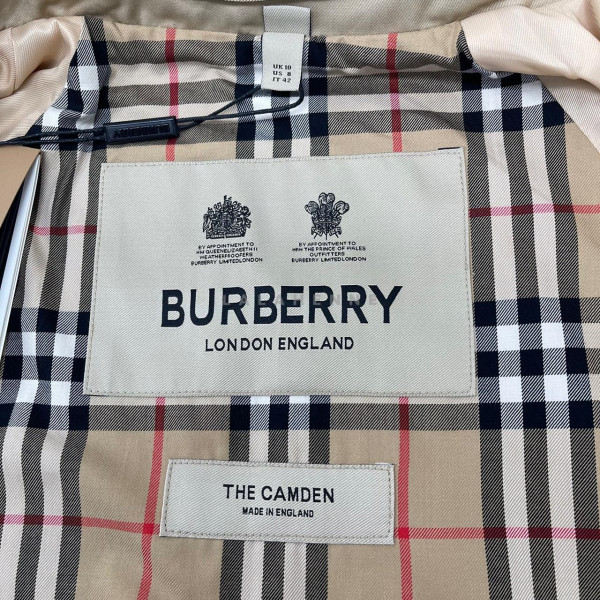 UK 10
US 8
IT 42
BURBERRY
BY APPOINTMENT TO
HM QUEEN ELIZABETH II
WEATHERPROOFERS
BURBERRY LIMITED LONDON
BY APPOINTMENT TO
HRH THE PRINCE OF WALES
OUTFITTERS
BURBERRY LIMITED LONDON
BURBERRY
LONDON ENGLAND
THE CAMDEN
MADE IN ENGLAND